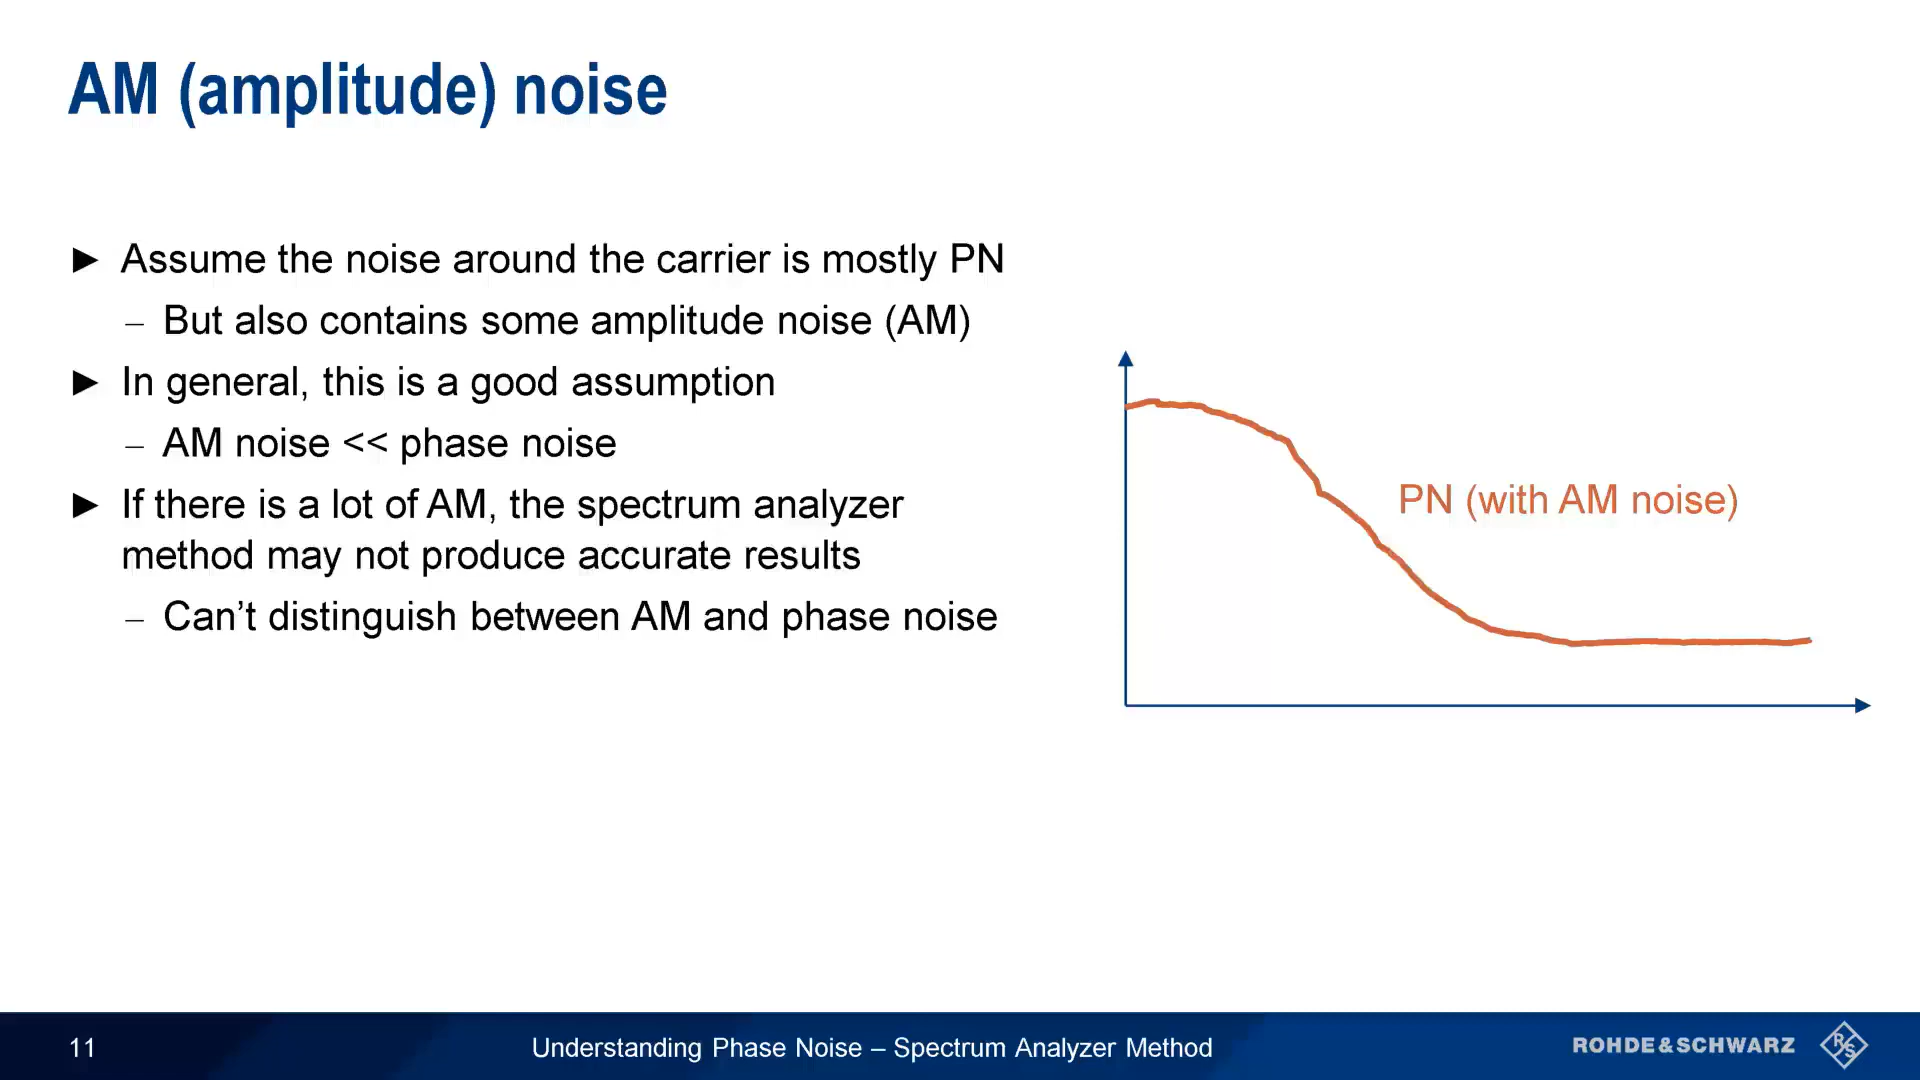 AM (amplitude) noise
► Assume the noise around the carrier is mostly PN
– But also contains some amplitude noise (AM)
► In general, this is a good assumption
– AM noise << phase noise
► If there is a lot of AM, the spectrum analyzer
method may not produce accurate results
– Can’t distinguish between AM and phase noise
PN (with AM noise)
11
Understanding Phase Noise – Spectrum Analyzer Method
ROHDE&SCHWARZ
R/S